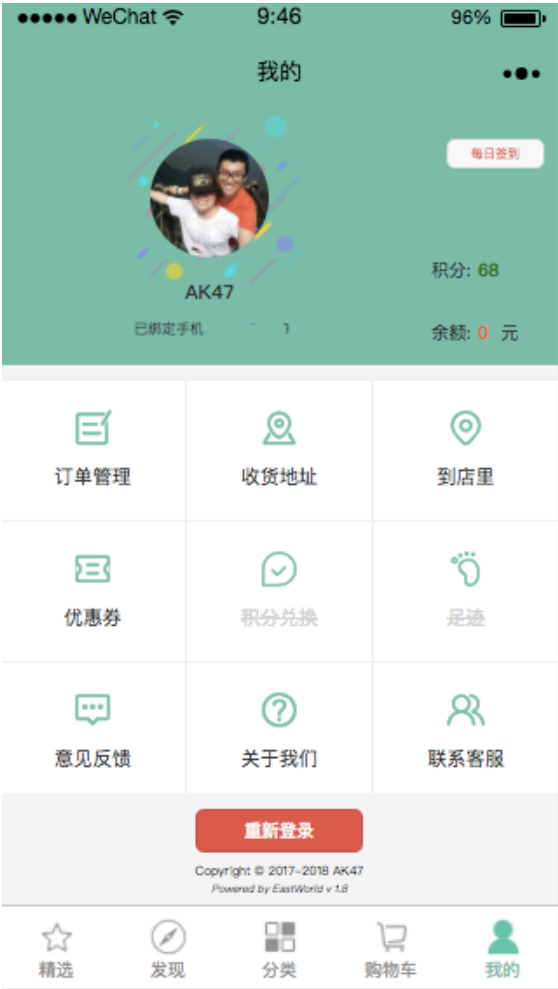 ●●●●● WeChat 9:46 96%
我的
每日签到
积分: 68
AK47
已绑定手机
余额: 0 元
订单管理 收货地址 到店里
优惠券 积分兑换 足迹
意见反馈 关于我们 联系客服
重新登录
Copyright © 2017-2018 AK47
Powered by EastWorld v 1.8
精选 发现 分类 购物车 我的